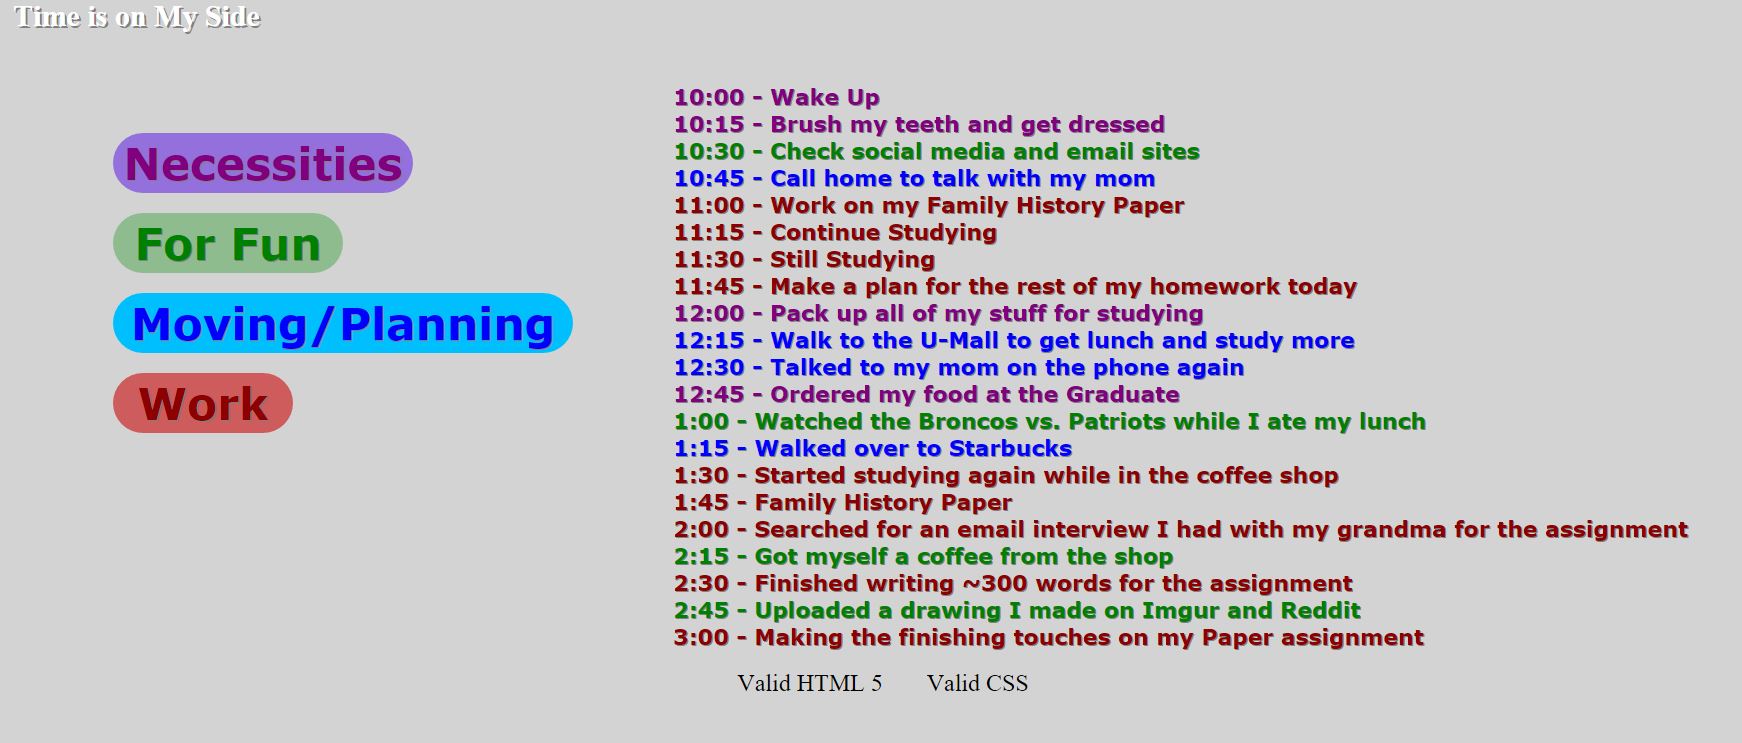 Time is on My Side
Necessities
For Fun
Moving/Planning
Work
10:00 - Wake Up
10:15 - Brush my teeth and get dressed
10:30 - Check social media and email sites
10:45 - Call home to talk with my mom
11:00 - Work on my Family History Paper
11:15 - Continue Studying
11:30 - Still Studying
11:45 - Make a plan for the rest of my homework today
12:00 - Pack up all of my stuff for studying
12:15 - Walk to the U-Mall to get lunch and study more
12:30 - Talked to my mom on the phone again
12:45 - Ordered my food at the Graduate
1:00 - Watched the Broncos vs. Patriots while I ate my lunch
1:15 - Walked over to Starbucks
1:30 - Started studying again while in the coffee shop
1:45 - Family History Paper
2:00 - Searched for an email interview I had with my grandma for the assignment
2:15 - Got myself a coffee from the shop
2:30 - Finished writing ~300 words for the assignment
2:45 - Uploaded a drawing I made on Imgur and Reddit
3:00 - Making the finishing touches on my Paper assignment
Valid HTML 5 Valid CSS